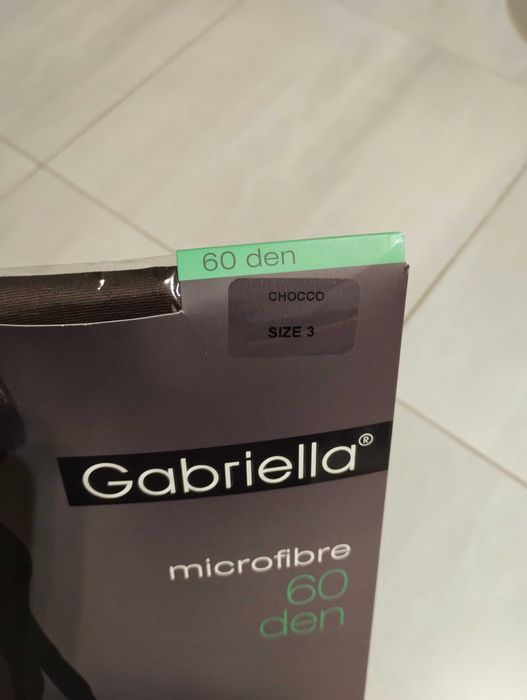 60 den
CHOCCO
SIZE 3
Gabriella®
microfibre
60
den